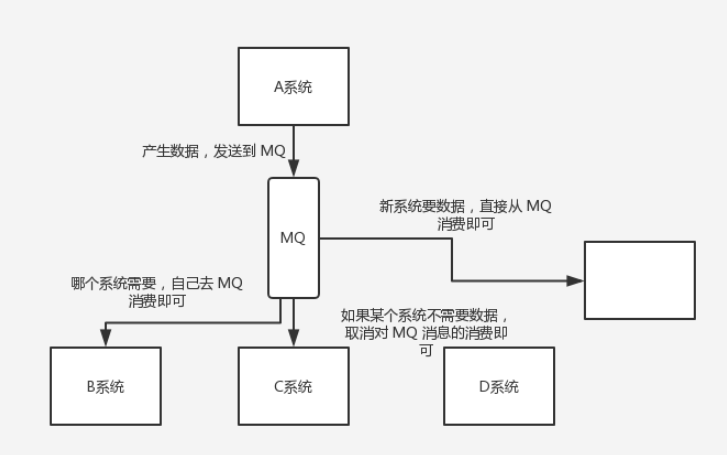 A系统
产生数据，发送到 MQ
MQ
新系统要数据，直接从 MQ
消费即可
哪个系统需要，自己去 MQ
消费即可
如果某个系统不需要数据，
取消对 MQ 消息的消费即
可
B系统
C系统
D系统